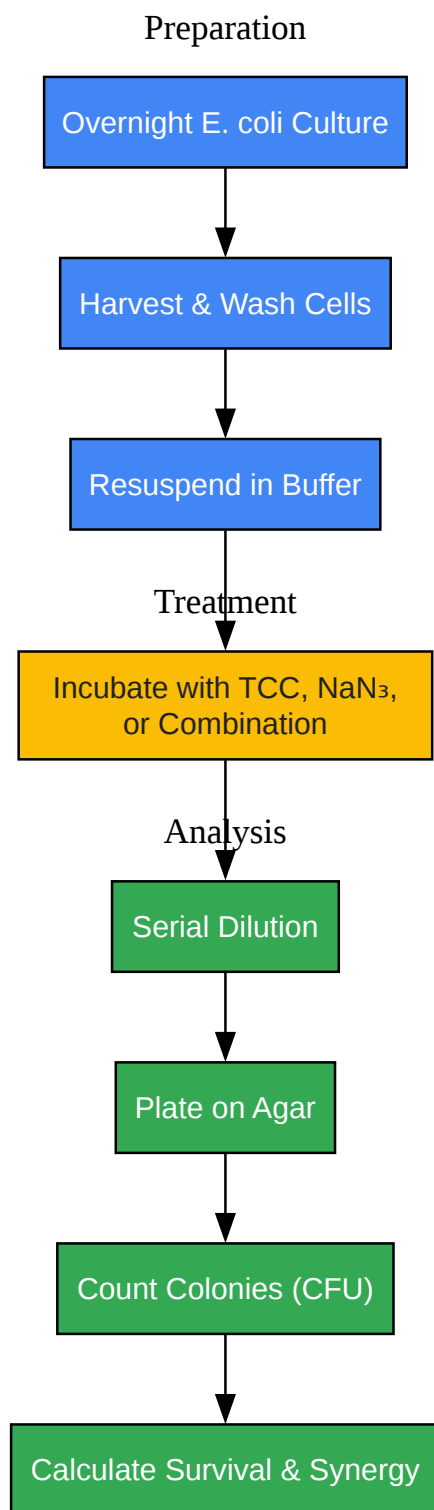 Preparation
Overnight E. coli Culture
Harvest & Wash Cells
Resuspend in Buffer
Treatment
Incubate with TCC, NaN₃,
or Combination
Analysis
Serial Dilution
Plate on Agar
Count Colonies (CFU)
Calculate Survival & Synergy